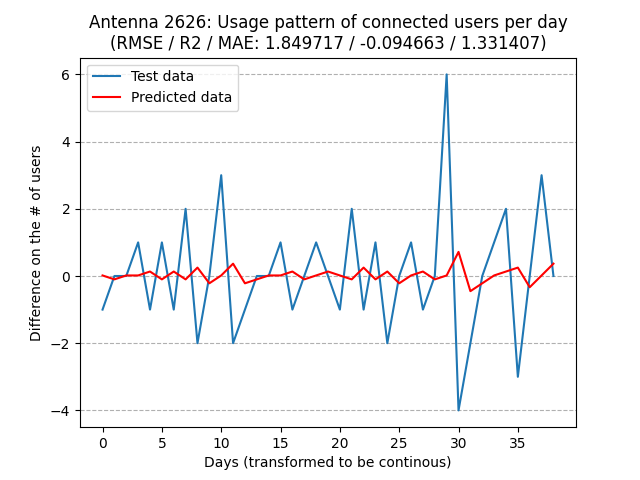 Antenna 2626: Usage pattern of connected users per day
(RMSE / R2 / MAE: 1.849717 / -0.094663 / 1.331407)
Test data
Predicted data
Difference on the # of users
6
4
2
0
−2
−4
0 5 10 15 20 25 30 35
Days (transformed to be continous)